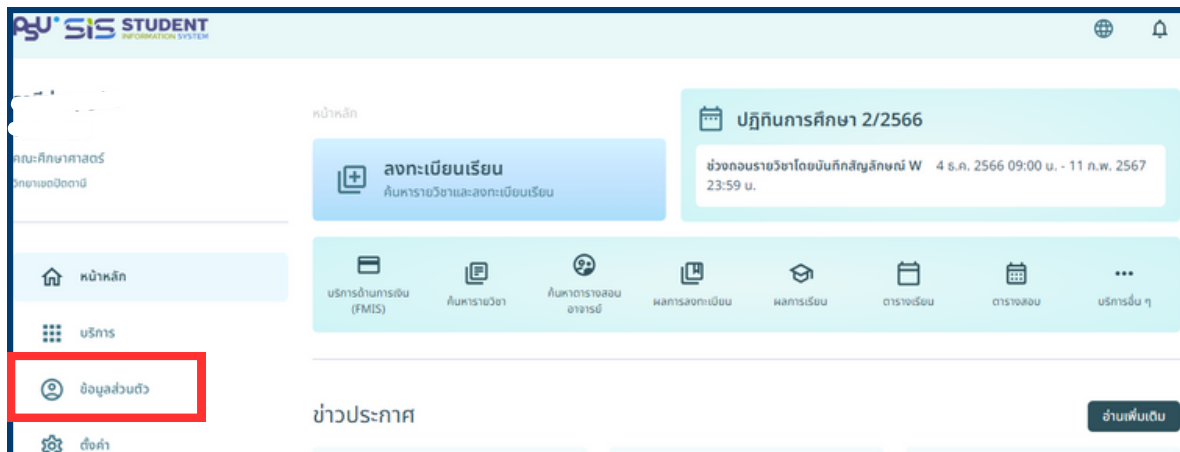 PSU SIS STUDENT
INFORMATION SYSTEM
คณะศึกษาศาสตร์
วิทยาเขตปัตตานี
หน้าหลัก
บริการ
ข้อมูลส่วนตัว
ตั้งค่า
หน้าหลัก
ลงทะเบียนเรียน
ค้นหารายวิชาและลงทะเบียนเรียน
ปฏิทินการศึกษา 2/2566
ช่วงถอนรายวิชาโดยบันทึกสัญลักษณ์ W 4 ธ.ค. 2566 09:00 น. - 11 ก.พ. 2567
23:59 น.
บริการด้านการเงิน
(FMIS)
ค้นหารายวิชา
ค้นหาตารางสอน
อาจารย์
ผลการลงทะเบียน
ผลการเรียน
ตารางเรียน
ตารางสอบ
บริการอื่น ๆ
ข่าวประกาศ
อ่านเพิ่มเติม